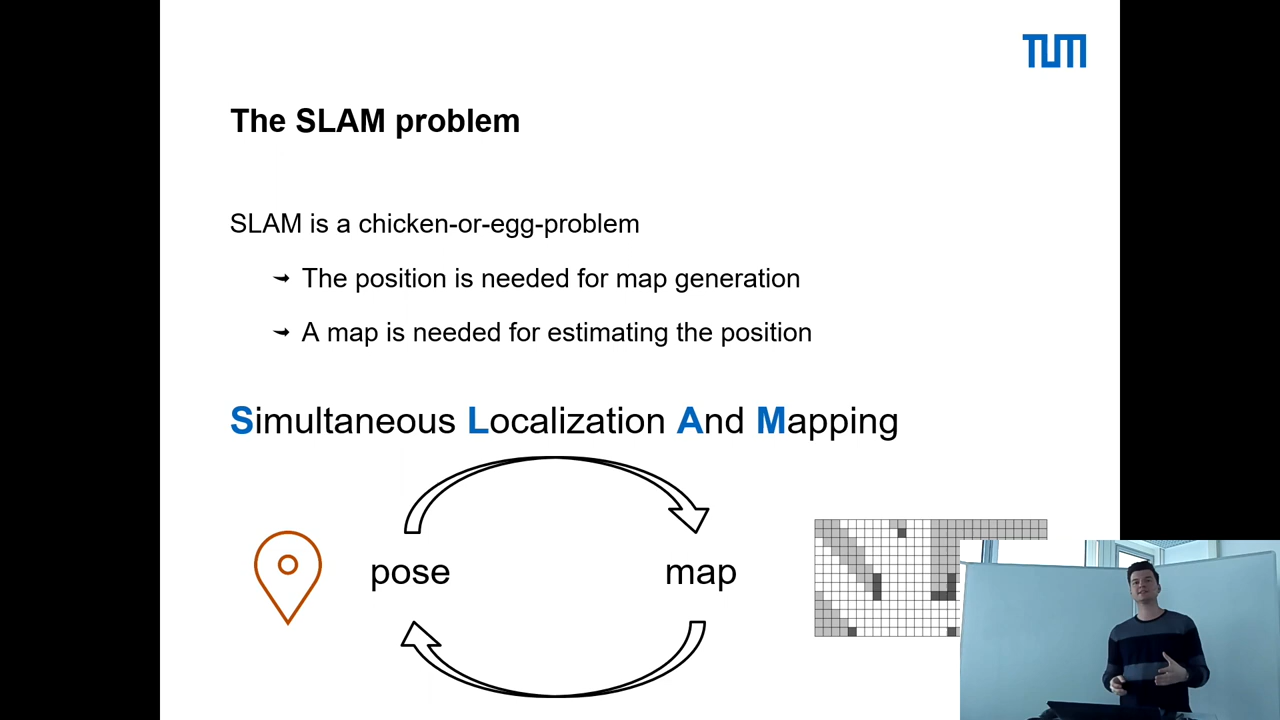 TUM
The SLAM problem
SLAM is a chicken-or-egg-problem
→ The position is needed for map generation
→ A map is needed for estimating the position
Simultaneous Localization And Mapping
pose
map